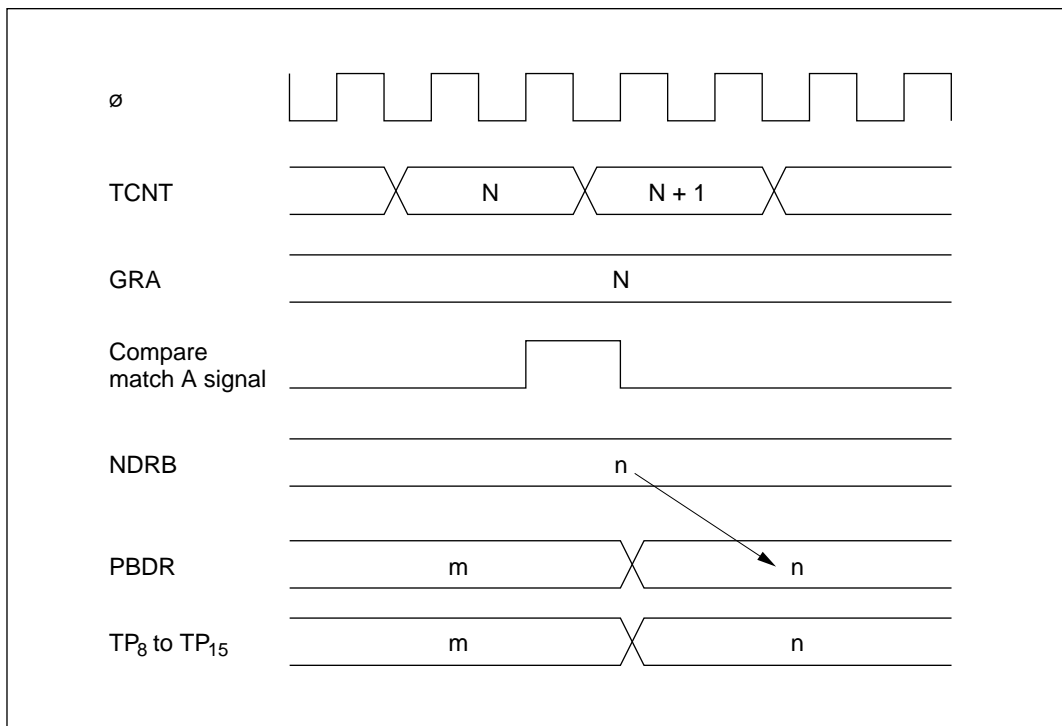 ø
TCNT N N + 1
GRA N
Compare
match A signal
NDRB n
PBDR m n
TP₈ to TP₁₅ m n